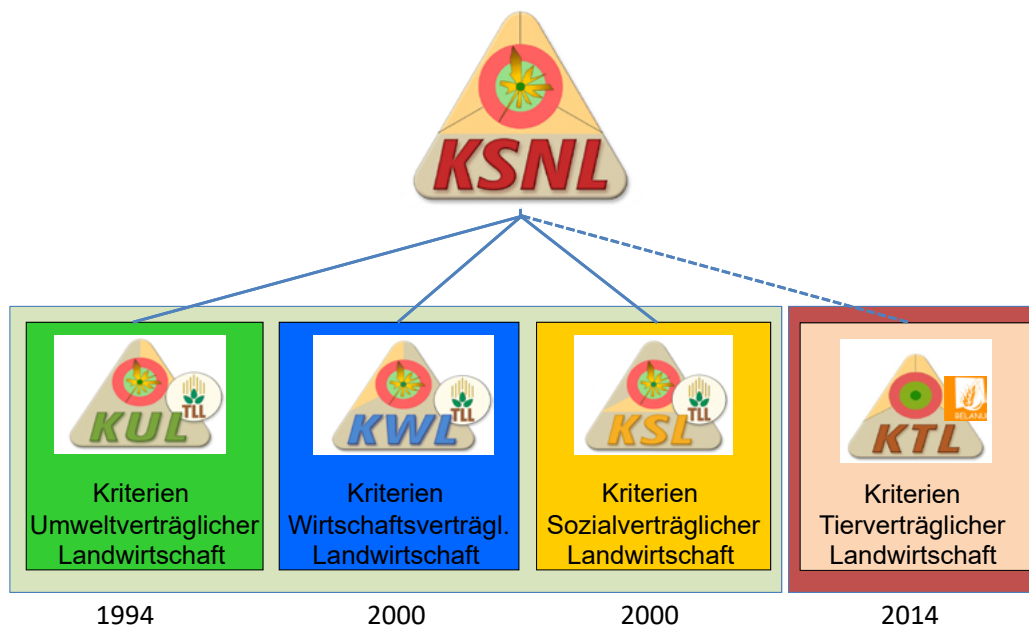 KSNL
KUL
TLL
Kriterien
Umweltverträglicher
Landwirtschaft
KWL
TLL
Kriterien
Wirtschaftsverträgl.
Landwirtschaft
KSL
TLL
Kriterien
Sozialverträglicher
Landwirtschaft
KTL
BELANU
Kriterien
Tierverträglicher
Landwirtschaft
1994
2000
2000
2014